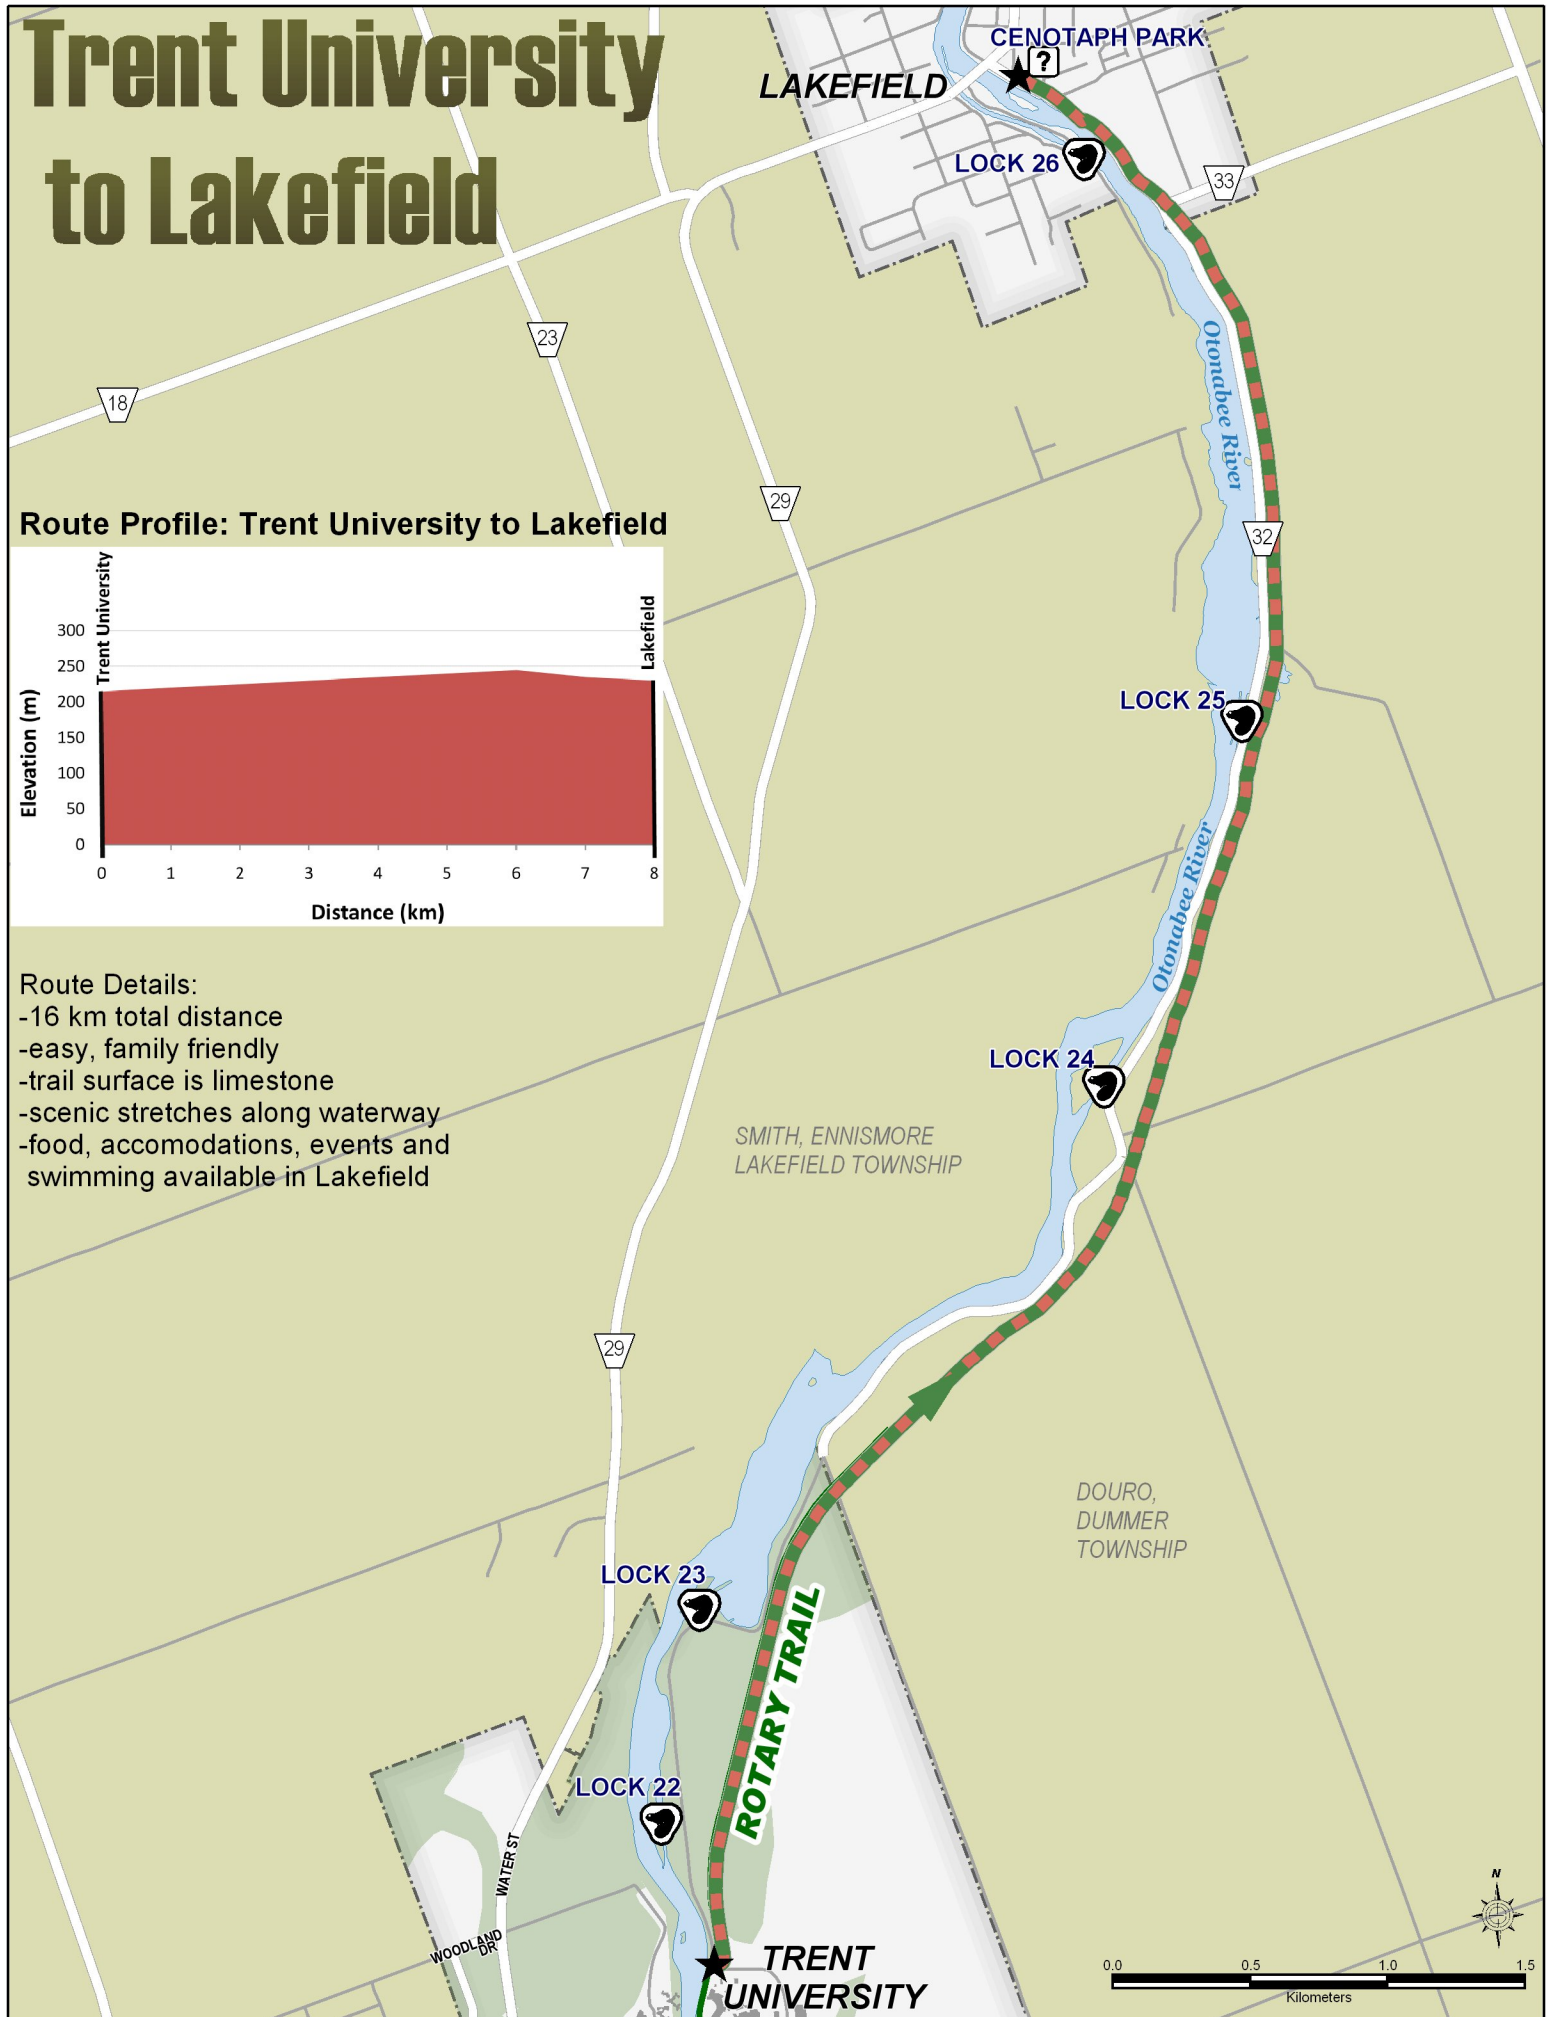 Trent University
to Lakefield
CENOTAPH PARK
?
LAKEFIELD
LOCK 26
33
23
18
Otonabee River
29
32
Route Profile: Trent University to Lakefield
Trent University
Lakefield
300
250
200
150
100
50
0
Elevation (m)
0 1 2 3 4 5 6 7 8
Distance (km)
LOCK 25
Otonabee River
Route Details:
-16 km total distance
-easy, family friendly
-trail surface is limestone
-scenic stretches along waterway
-food, accomodations, events and
swimming available in Lakefield
LOCK 24
SMITH, ENNISMORE
LAKEFIELD TOWNSHIP
29
DOURO,
DUMMER
TOWNSHIP
LOCK 23
ROTARY TRAIL
LOCK 22
WATER ST
WOODLAND
DR
TRENT
UNIVERSITY
N
0.0 0.5 1.0 1.5
Kilometers